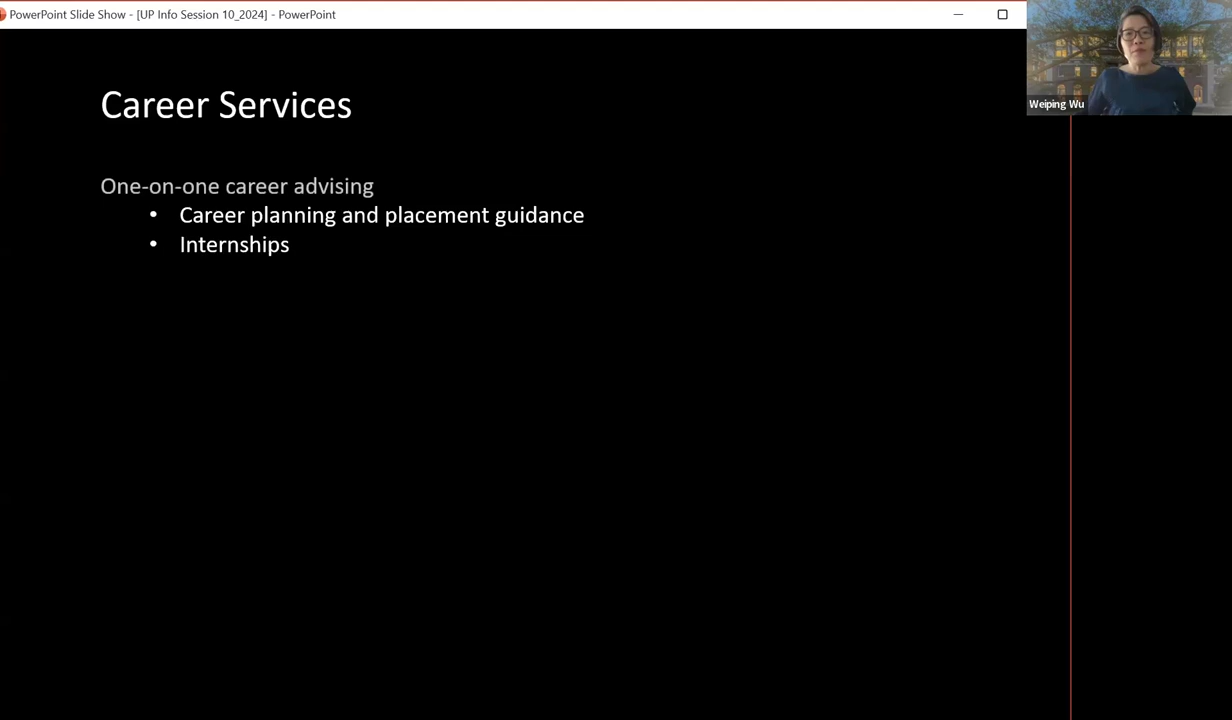 PowerPoint Slide Show - [UP Info Session 10_2024] - PowerPoint
Weiping Wu
Career Services
One-on-one career advising
• Career planning and placement guidance
• Internships